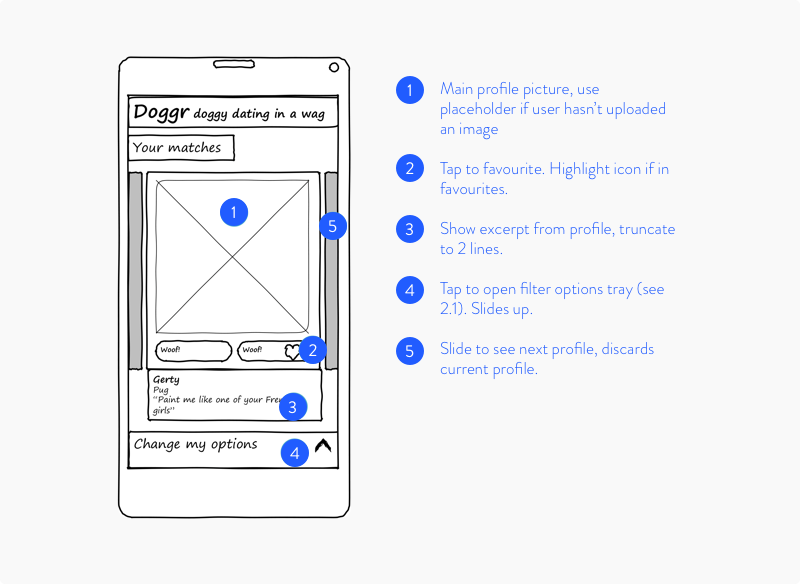 Doggr doggy dating in a wag
Your matches
1
5
Woof!
Woof!
2
Gerty
Pug
"Paint me like one of your
girls"
3
Change my options
4
1
Main profile picture, use
placeholder if user hasn't uploaded
an image
2
Tap to favourite. Highlight icon if in
favourites.
3
Show excerpt from profile, truncate
to 2 lines.
4
Tap to open filter options tray (see
2.1). Slides up.
5
Slide to see next profile, discards
current profile.